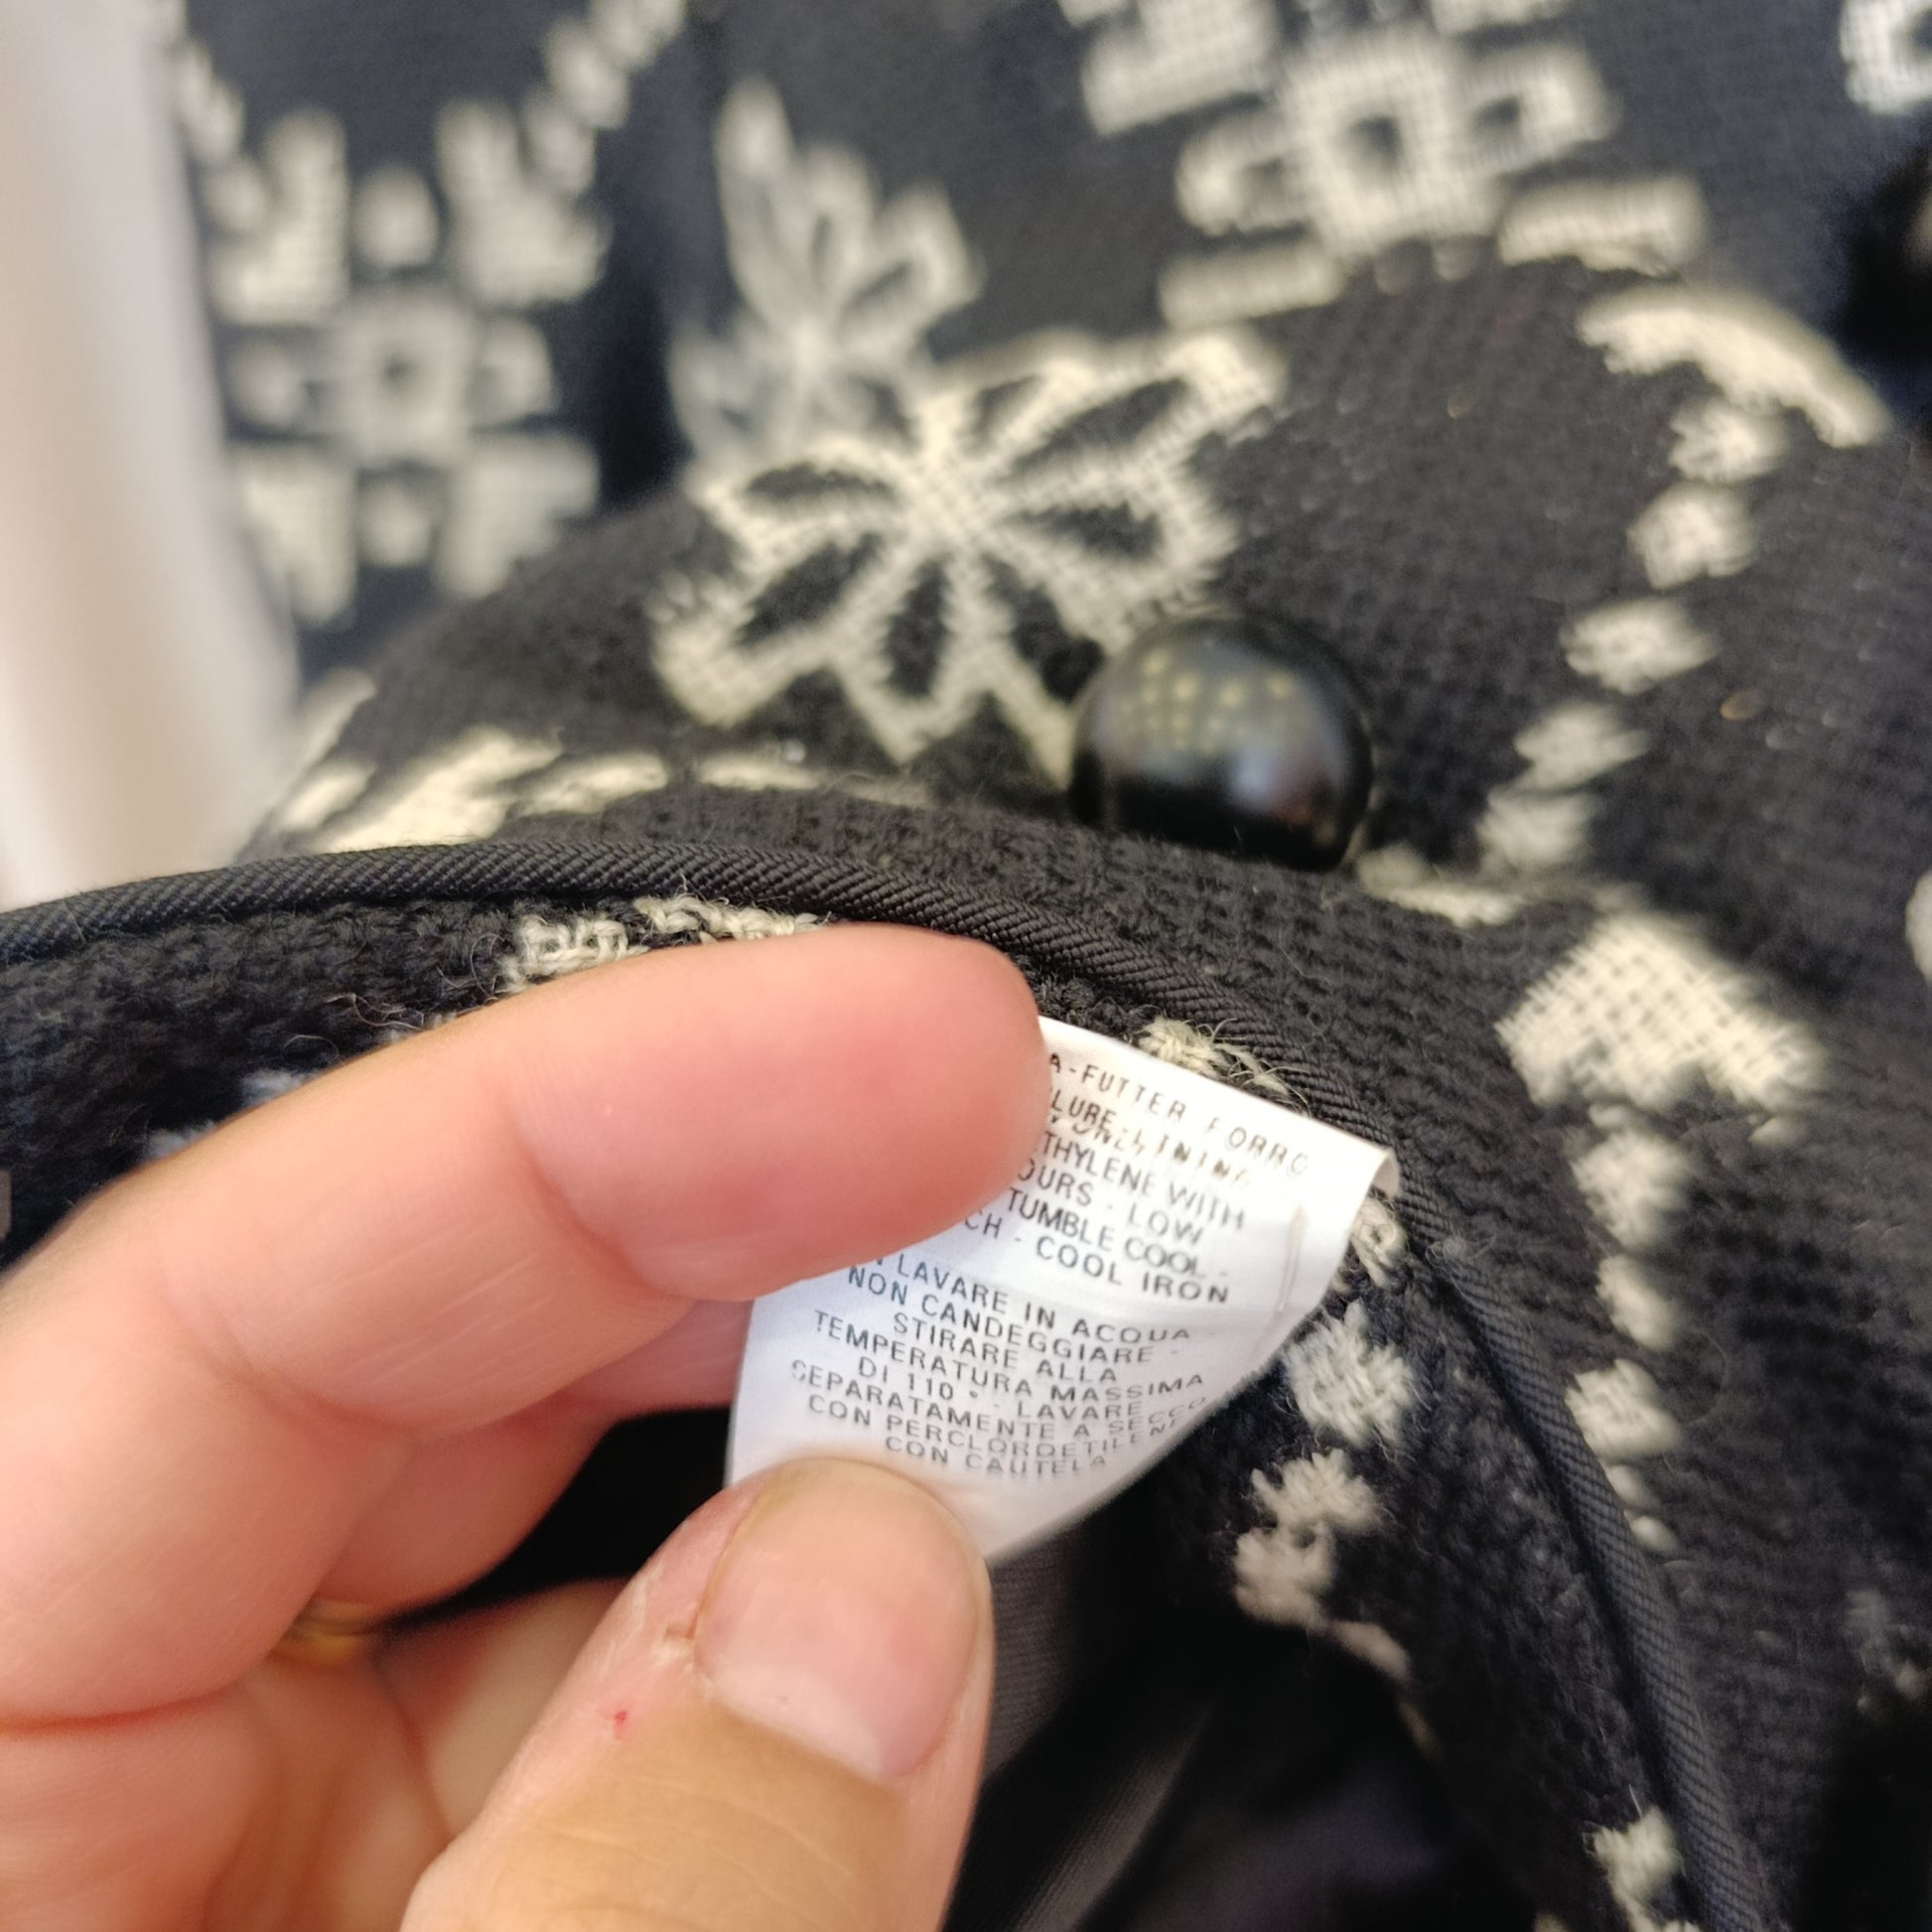 A-FUTTER FORRO
LURE-LINING
THYLENE WITH
OURS - LOW
TUMBLE COOL -
CH - COOL IRON
LAVARE IN ACQUA -
NON CANDEGGIARE -
STIRARE ALLA
TEMPERATURA MASSIMA
DI 110 ° - LAVARE
SEPARATAMENTE A SECCO
CON PERCLOROETILENE
CON CAUTELA